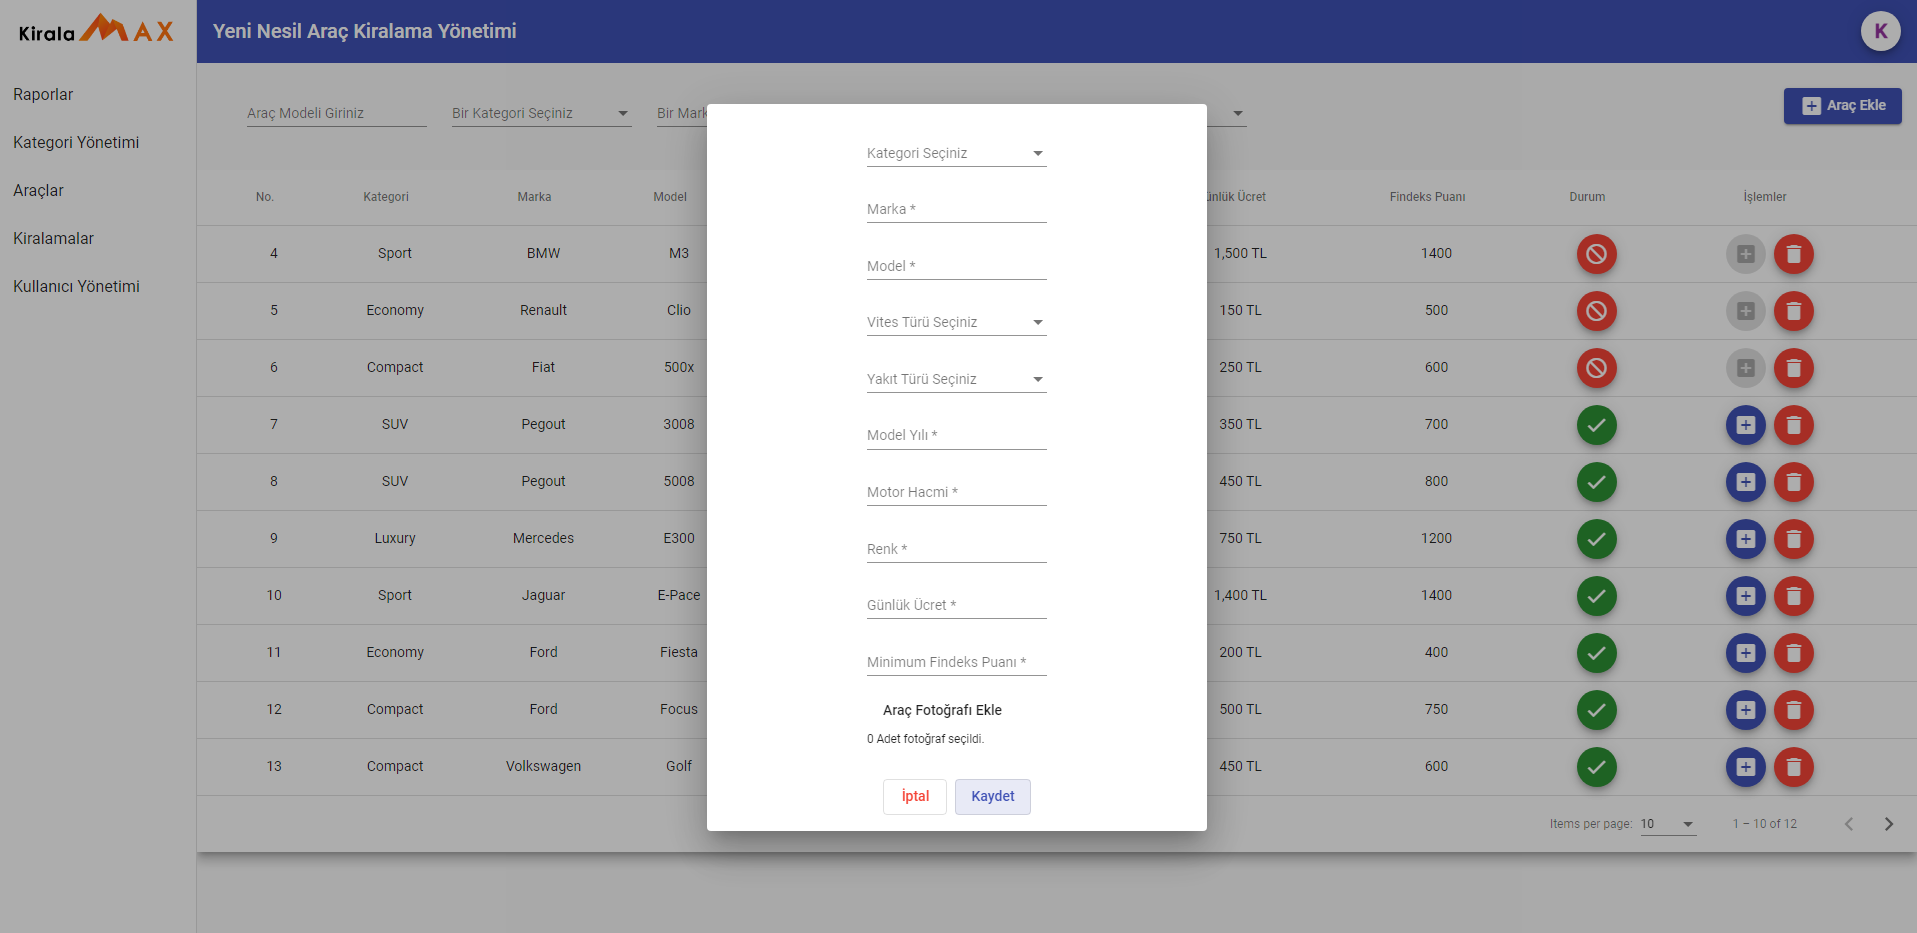 Kirala MAX
Yeni Nesil Araç Kiralama Yönetimi
K
Raporlar
Kategori Yönetimi
Araçlar
Kiralamalar
Kullanıcı Yönetimi
Araç Modeli Giriniz
Bir Kategori Seçiniz
Bir Mark
Araç Ekle
No. Kategori Marka Model ünlük Ücret Findeks Puanı Durum İşlemler
4 Sport BMW M3 1,500 TL 1400
5 Economy Renault Clio 150 TL 500
6 Compact Fiat 500x 250 TL 600
7 SUV Pegout 3008 350 TL 700
8 SUV Pegout 5008 450 TL 800
9 Luxury Mercedes E300 750 TL 1200
10 Sport Jaguar E-Pace 1,400 TL 1400
11 Economy Ford Fiesta 200 TL 400
12 Compact Ford Focus 500 TL 750
13 Compact Volkswagen Golf 450 TL 600
Items per page: 10 1 – 10 of 12
Kategori Seçiniz
Marka *
Model *
Vites Türü Seçiniz
Yakıt Türü Seçiniz
Model Yılı *
Motor Hacmi *
Renk *
Günlük Ücret *
Minimum Findeks Puanı *
Araç Fotoğrafı Ekle
0 Adet fotoğraf seçildi.
İptal
Kaydet